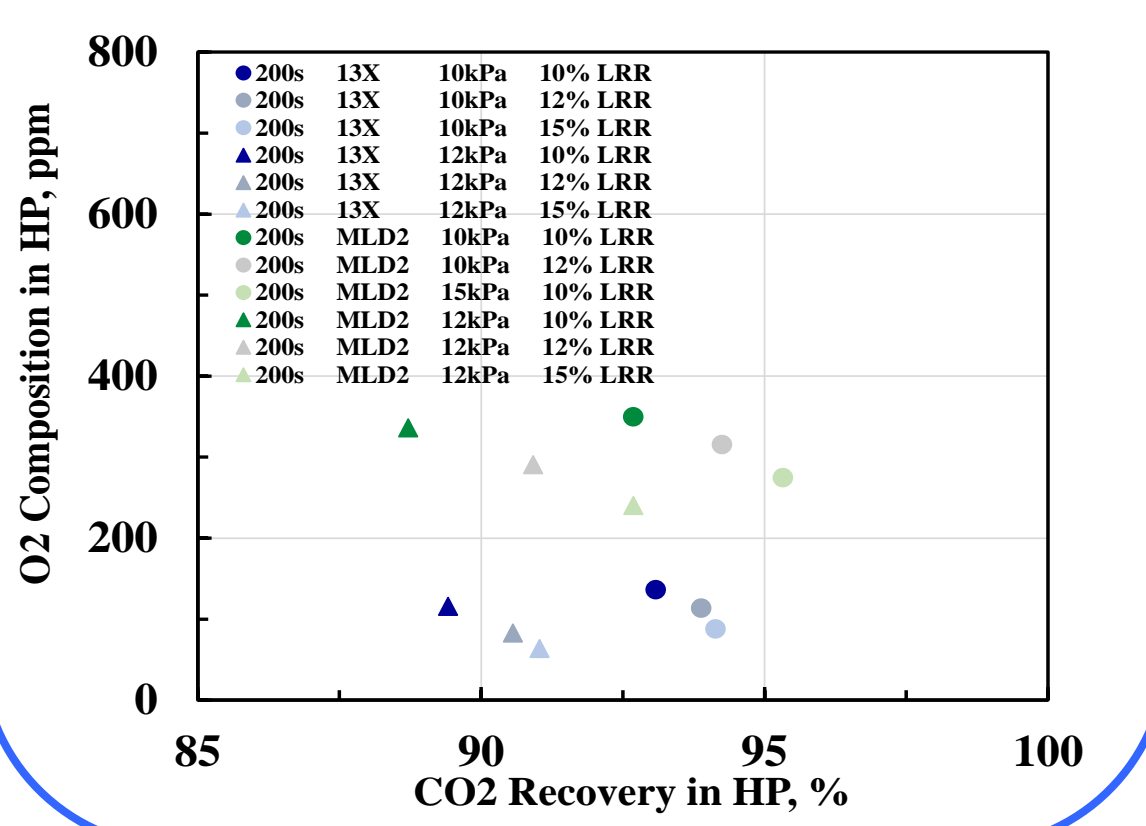 800
200s 13X 10kPa 10% LRR
200s 13X 10kPa 12% LRR
200s 13X 10kPa 15% LRR
200s 13X 12kPa 10% LRR
200s 13X 12kPa 12% LRR
200s 13X 12kPa 15% LRR
200s MLD2 10kPa 10% LRR
200s MLD2 10kPa 12% LRR
200s MLD2 15kPa 10% LRR
200s MLD2 12kPa 10% LRR
200s MLD2 12kPa 12% LRR
200s MLD2 12kPa 15% LRR
600
400
200
0
O2 Composition in HP, ppm
85 90 95 100
CO2 Recovery in HP, %